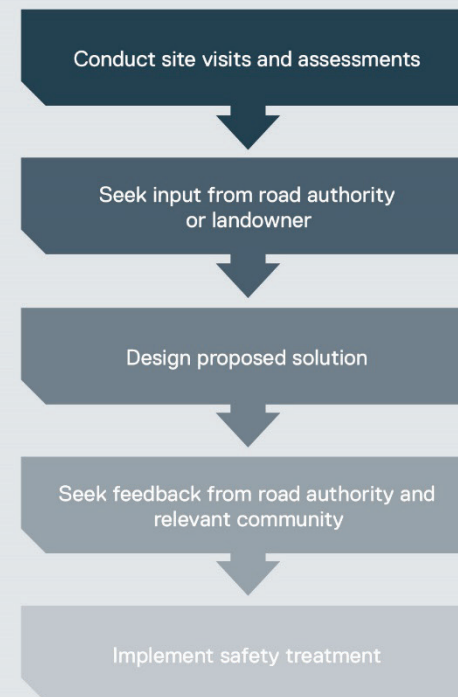 Conduct site visits and assessments
Seek input from road authority
or landowner
Design proposed solution
Seek feedback from road authority and
relevant community
Implement safety treatment